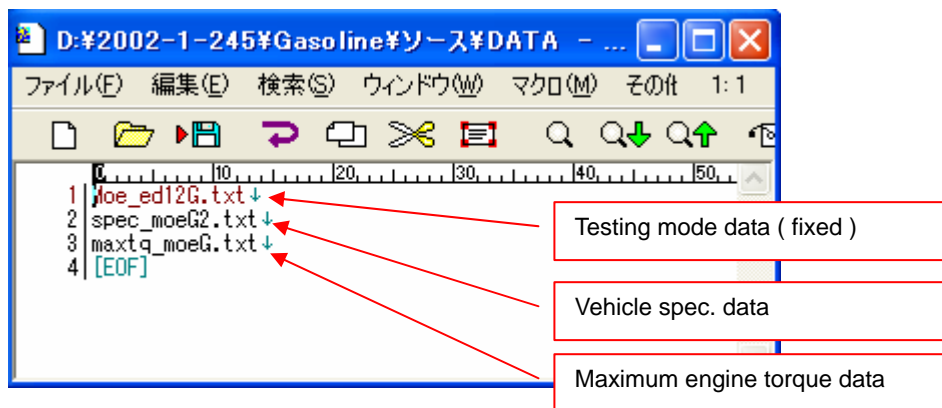 D:¥2002-1-245¥Gasoline¥ソース¥DATA - ...
ファイル(F) 編集(E) 検索(S) ウィンドウ(W) マクロ(M) その他 1: 1
0 10 20 30 40 50
1 Moe_ed12G.txt↓
2 spec_moeG2.txt↓
3 maxtq_moeG.txt↓
4 [EOF]
Testing mode data ( fixed )
Vehicle spec. data
Maximum engine torque data